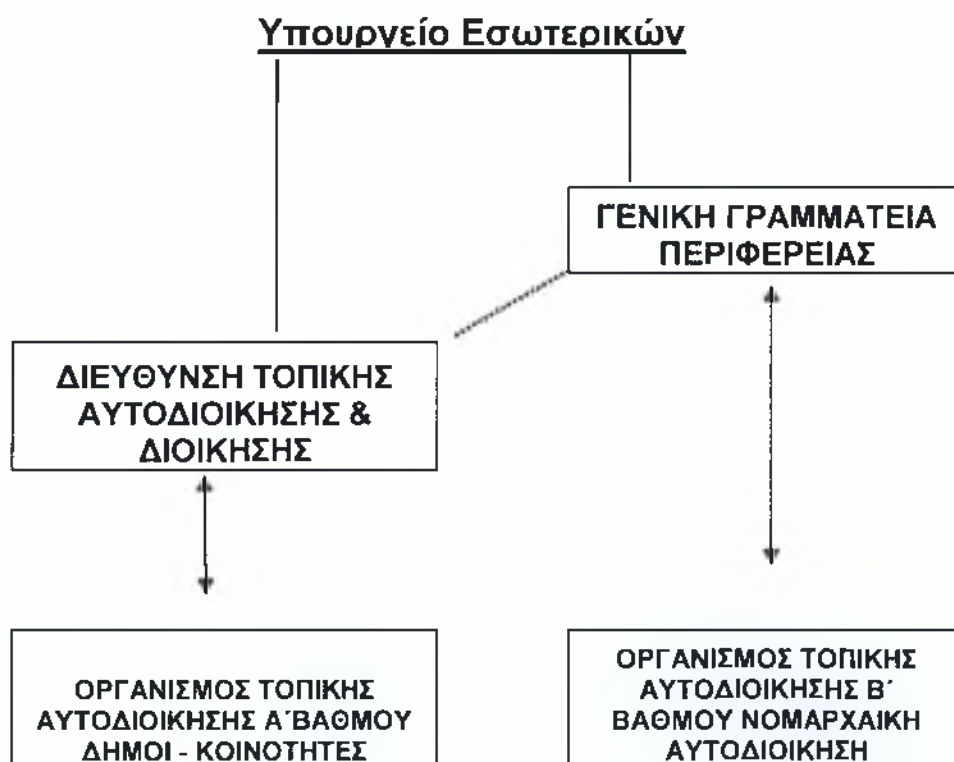 Υπουργείο Εσωτερικών
ΓΕΝΙΚΗ ΓΡΑΜΜΑΤΕΙΑ
ΠΕΡΙΦΕΡΕΙΑΣ
ΔΙΕΥΘΥΝΣΗ ΤΟΠΙΚΗΣ
ΑΥΤΟΔΙΟΙΚΗΣΗΣ &
ΔΙΟΙΚΗΣΗΣ
ΟΡΓΑΝΙΣΜΟΣ ΤΟΠΙΚΗΣ
ΑΥΤΟΔΙΟΙΚΗΣΗΣ Α΄ΒΑΘΜΟΥ
ΔΗΜΟΙ - ΚΟΙΝΟΤΗΤΕΣ
ΟΡΓΑΝΙΣΜΟΣ ΤΟΠΙΚΗΣ
ΑΥΤΟΔΙΟΙΚΗΣΗΣ Β΄
ΒΑΘΜΟΥ ΝΟΜΑΡΧΑΙΚΗ
ΑΥΤΟΔΙΟΙΚΗΣΗ